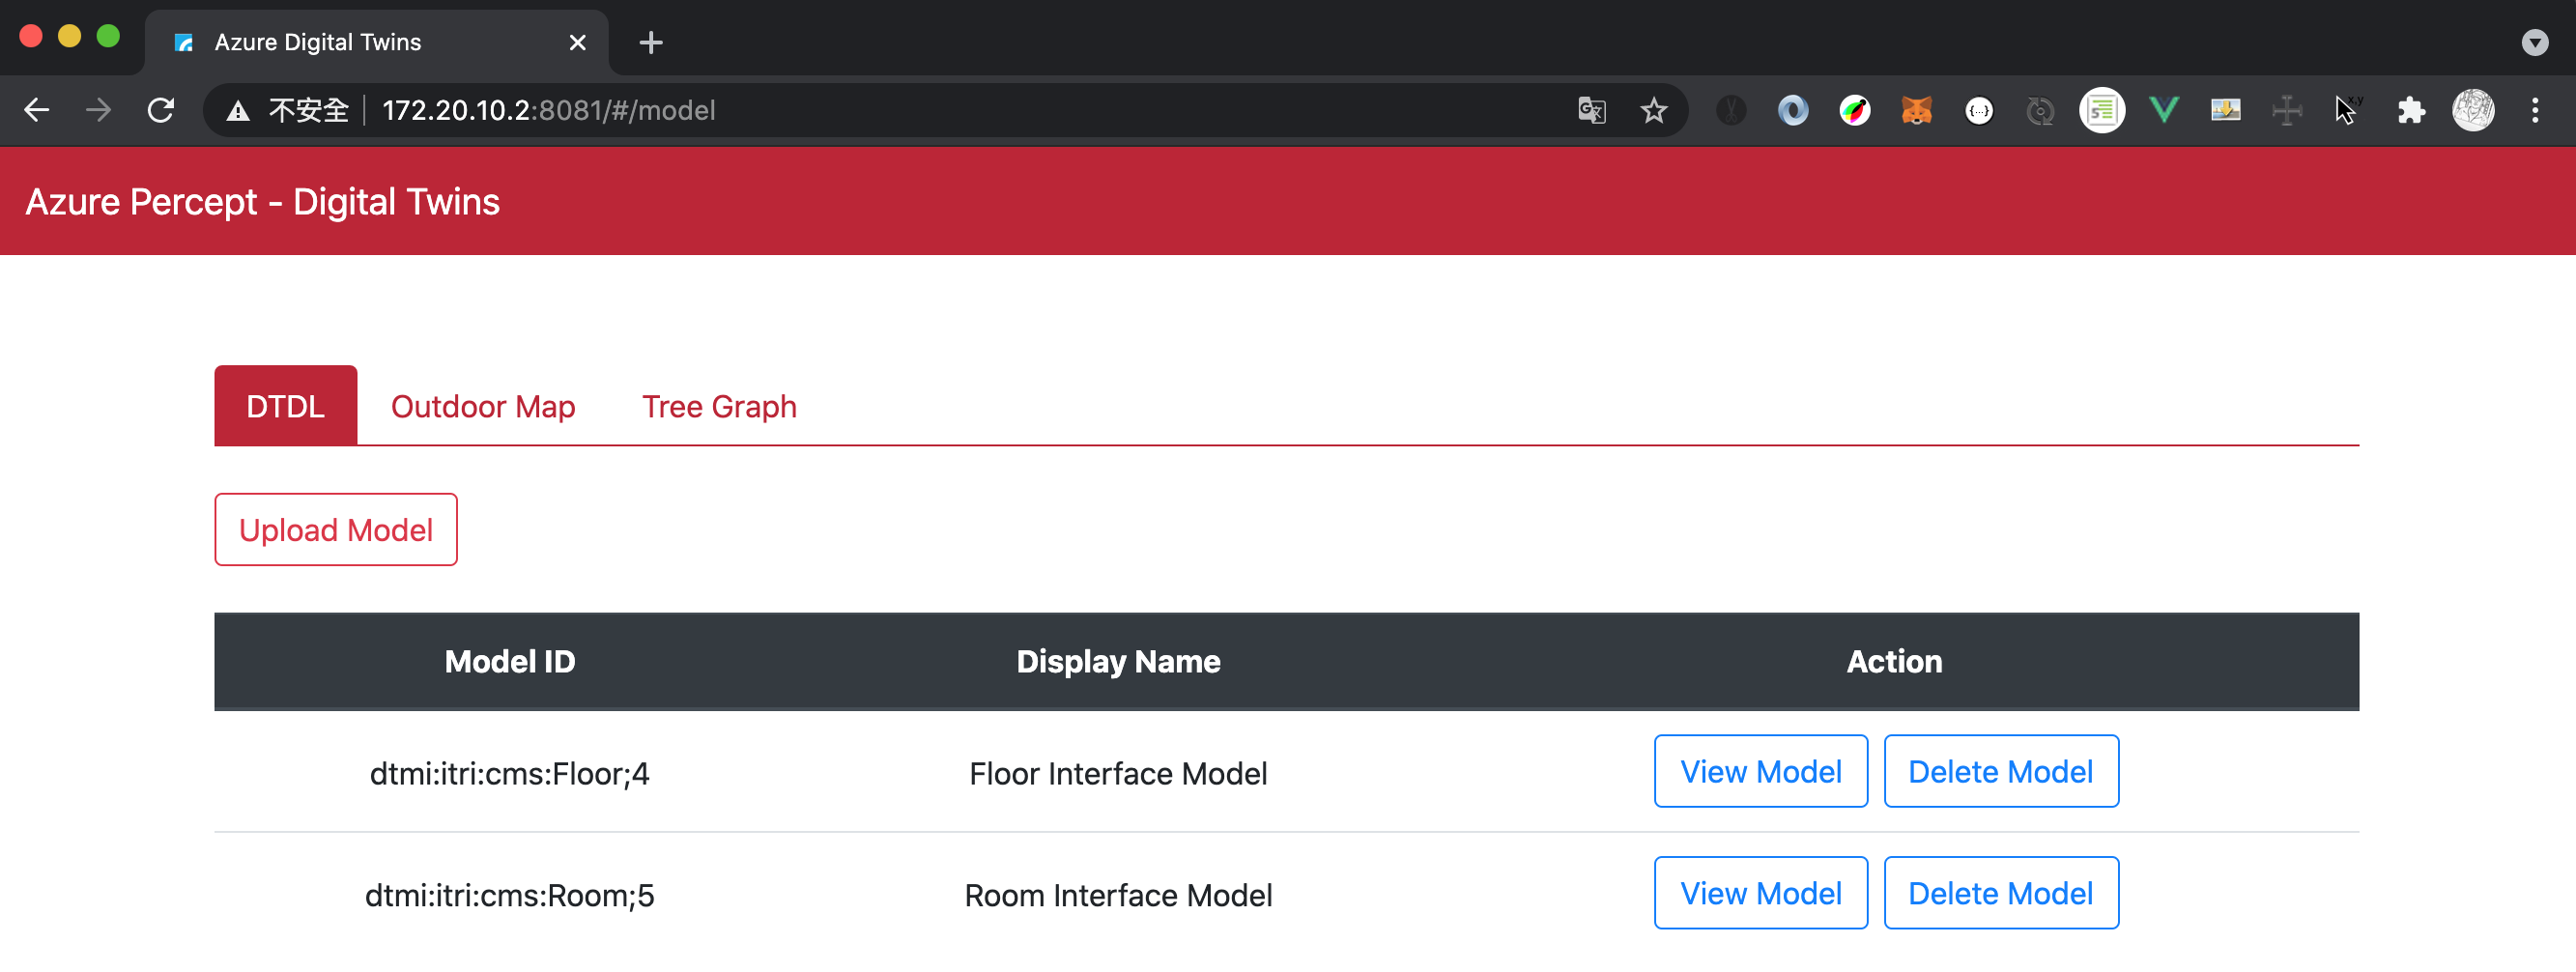 Azure Digital Twins
不安全 172.20.10.2:8081/#/model
Azure Percept - Digital Twins
DTDL Outdoor Map Tree Graph
Upload Model
Model ID Display Name Action
dtmi:itri:cms:Floor;4 Floor Interface Model View Model Delete Model
dtmi:itri:cms:Room;5 Room Interface Model View Model Delete Model